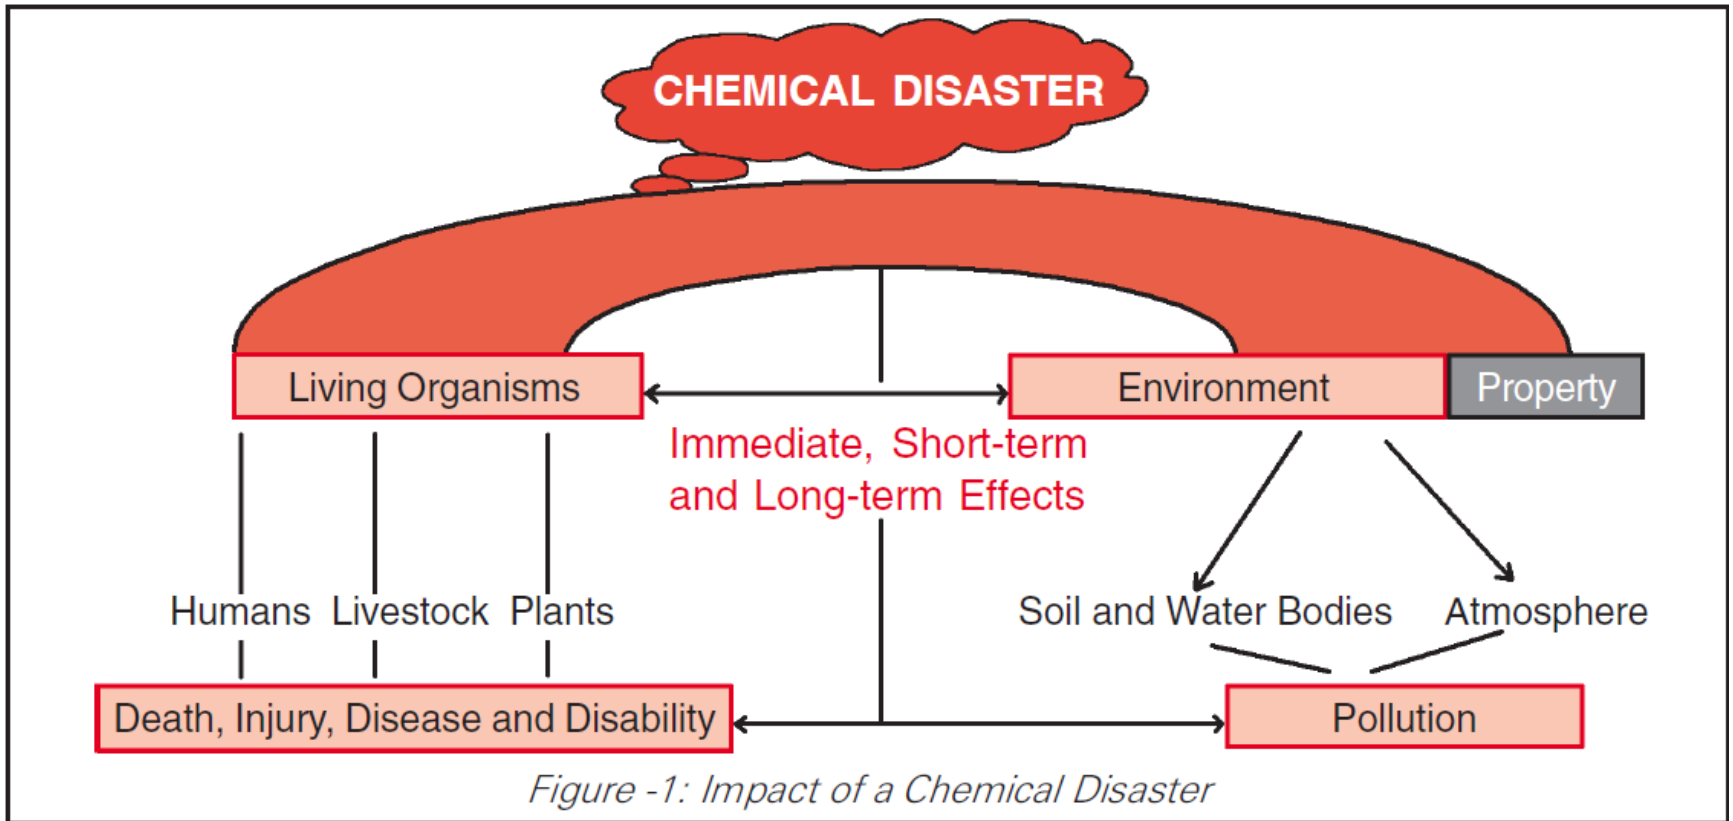 CHEMICAL DISASTER
Living Organisms
Environment
Property
Immediate, Short-term
and Long-term Effects
Humans
Livestock
Plants
Soil and Water Bodies
Atmosphere
Death, Injury, Disease and Disability
Pollution
Figure -1: Impact of a Chemical Disaster